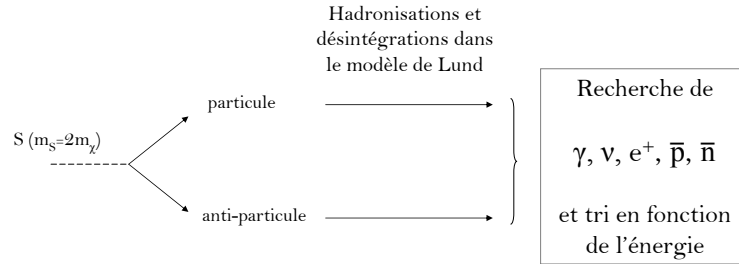 Hadronisations et
désintégrations dans
le modèle de Lund
particule
S (mS=2mχ)
anti-particule
Recherche de
γ, ν, e⁺, p̅, n̅
et tri en fonction
de l'énergie